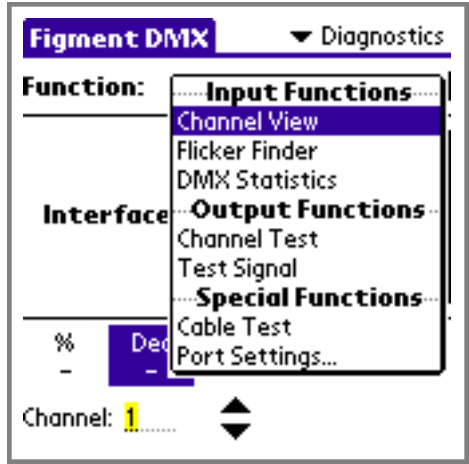 Figment DMX
Diagnostics
Function:
Input Functions
Channel View
Flicker Finder
DMX Statistics
Interface
Output Functions
Channel Test
Test Signal
Special Functions
Cable Test
Port Settings...
%
–
–
Channel: 1